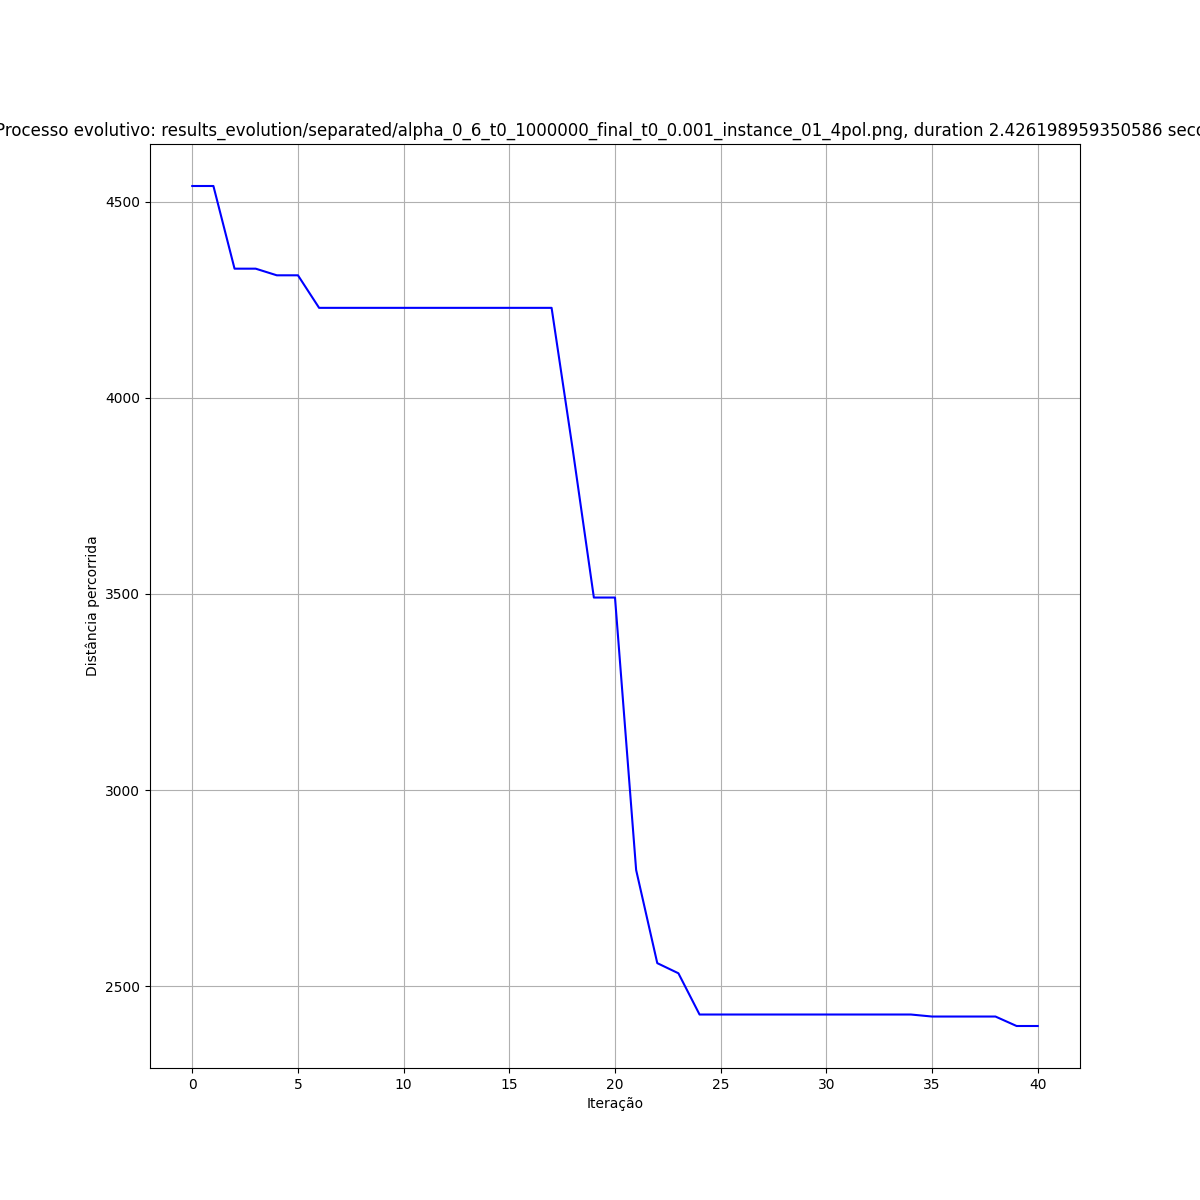 Processo evolutivo: results_evolution/separated/alpha_0_6_t0_1000000_final_t0_0.001_instance_01_4pol.png, duration 2.426198959350586
4500
4000
3500
3000
2500
Distância percorrida
0 5 10 15 20 25 30 35 40
Iteração